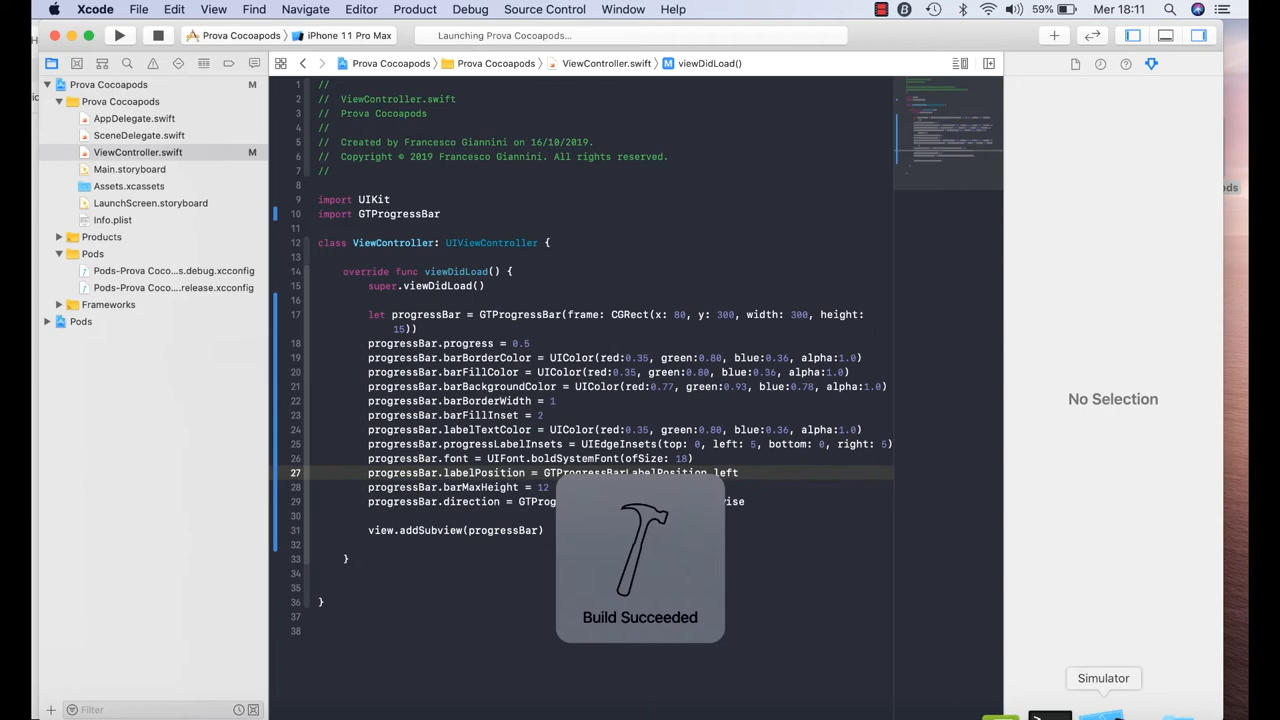 Xcode File Edit View Find Navigate Editor Product Debug Source Control Window Help 59% Mer 18:11
Prova Cocoapods iPhone 11 Pro Max Launching Prova Cocoapods...
Prova Cocoapods Prova Cocoapods ViewController.swift M viewDidLoad()
Prova Cocoapods M
Prova Cocoapods
AppDelegate.swift
SceneDelegate.swift
ViewController.swift
Main.storyboard
Assets.xcassets
LaunchScreen.storyboard
Info.plist
Products
Pods
Pods-Prova Coco...s.debug.xcconfig
Pods-Prova Coco...release.xcconfig
Frameworks
Pods
Filter
1 //
2 // ViewController.swift
3 // Prova Cocoapods
4 //
5 // Created by Francesco Giannini on 16/10/2019.
6 // Copyright © 2019 Francesco Giannini. All rights reserved.
7 //
8
9 import UIKit
10 import GTProgressBar
11
12 class ViewController: UIViewController {
13
14 override func viewDidLoad() {
15 super.viewDidLoad()
16
17 let progressBar = GTProgressBar(frame: CGRect(x: 80, y: 300, width: 300, height:
15))
18 progressBar.progress = 0.5
19 progressBar.barBorderColor = UIColor(red:0.35, green:0.80, blue:0.36, alpha:1.0)
20 progressBar.barFillColor = UIColor(red:0.35, green:0.80, blue:0.36, alpha:1.0)
21 progressBar.barBackgroundColor = UIColor(red:0.77, green:0.93, blue:0.78, alpha:1.0)
22 progressBar.barBorderWidth = 1
23 progressBar.barFillInset = 2
24 progressBar.labelTextColor = UIColor(red:0.35, green:0.80, blue:0.36, alpha:1.0)
25 progressBar.progressLabelInsets = UIEdgeInsets(top: 0, left: 5, bottom: 0, right: 5)
26 progressBar.font = UIFont.boldSystemFont(ofSize: 18)
27 progressBar.labelPosition = GTProgressBarLabelPosition.left
28 progressBar.barMaxHeight = 12
29 progressBar.direction = GTProg wise
30
31 view.addSubview(progressBar)
32
33 }
34
35
36 }
37
38
Build Succeeded
No Selection
Simulator
ods